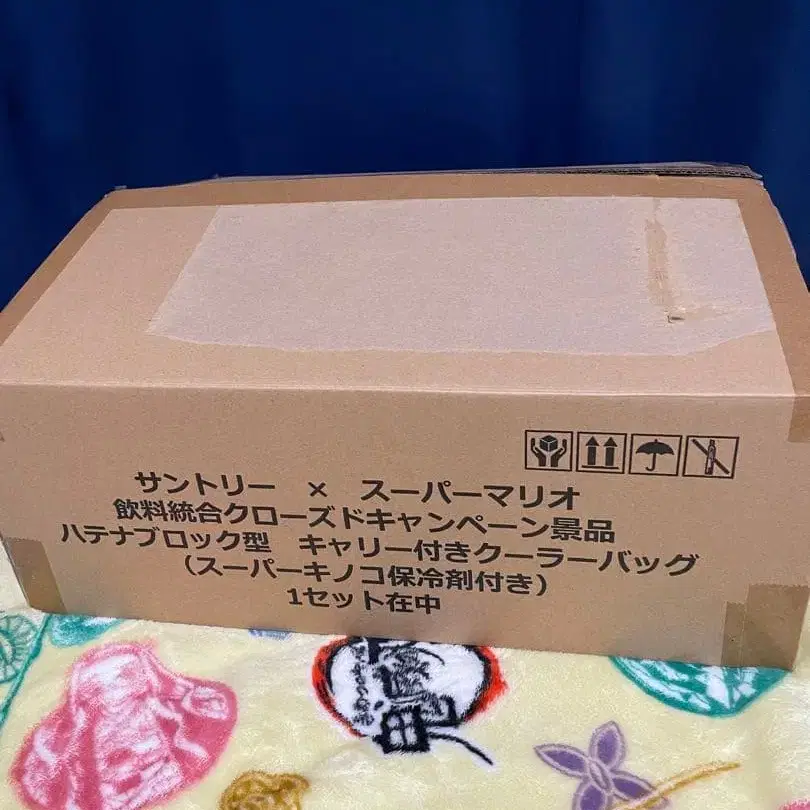 サントリー × スーパーマリオ
飲料統合クローズドキャンペーン景品
ハテナブロック型 キャリー付きクーラーバッグ
(スーパーキノコ保冷剤付き)
1セット在中